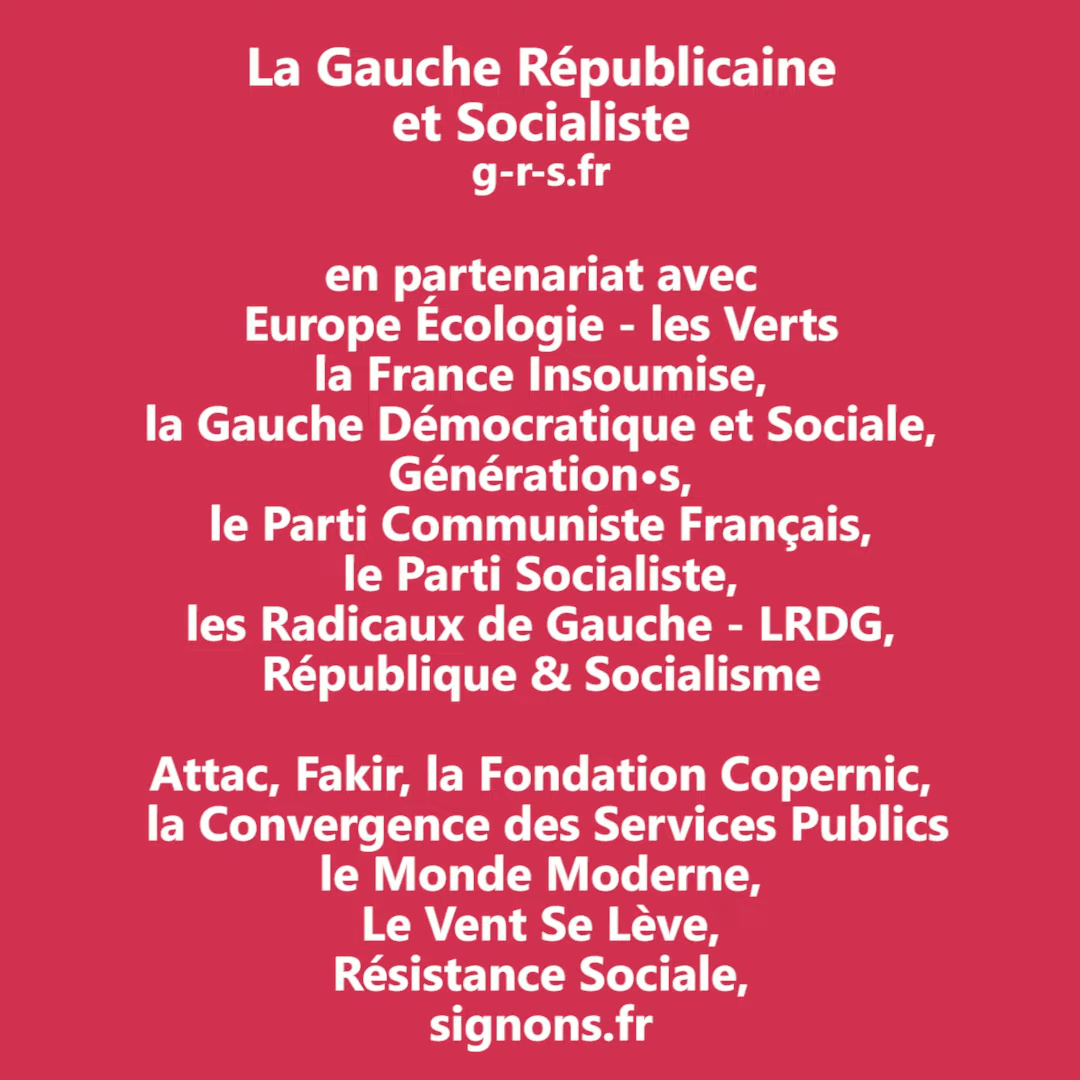 La Gauche Républicaine
et Socialiste
g-r-s.fr
en partenariat avec
Europe Écologie - les Verts
la France Insoumise,
la Gauche Démocratique et Sociale,
Génération•s,
le Parti Communiste Français,
le Parti Socialiste,
les Radicaux de Gauche - LRDG,
République & Socialisme
Attac, Fakir, la Fondation Copernic,
la Convergence des Services Publics
le Monde Moderne,
Le Vent Se Lève,
Résistance Sociale,
signons.fr